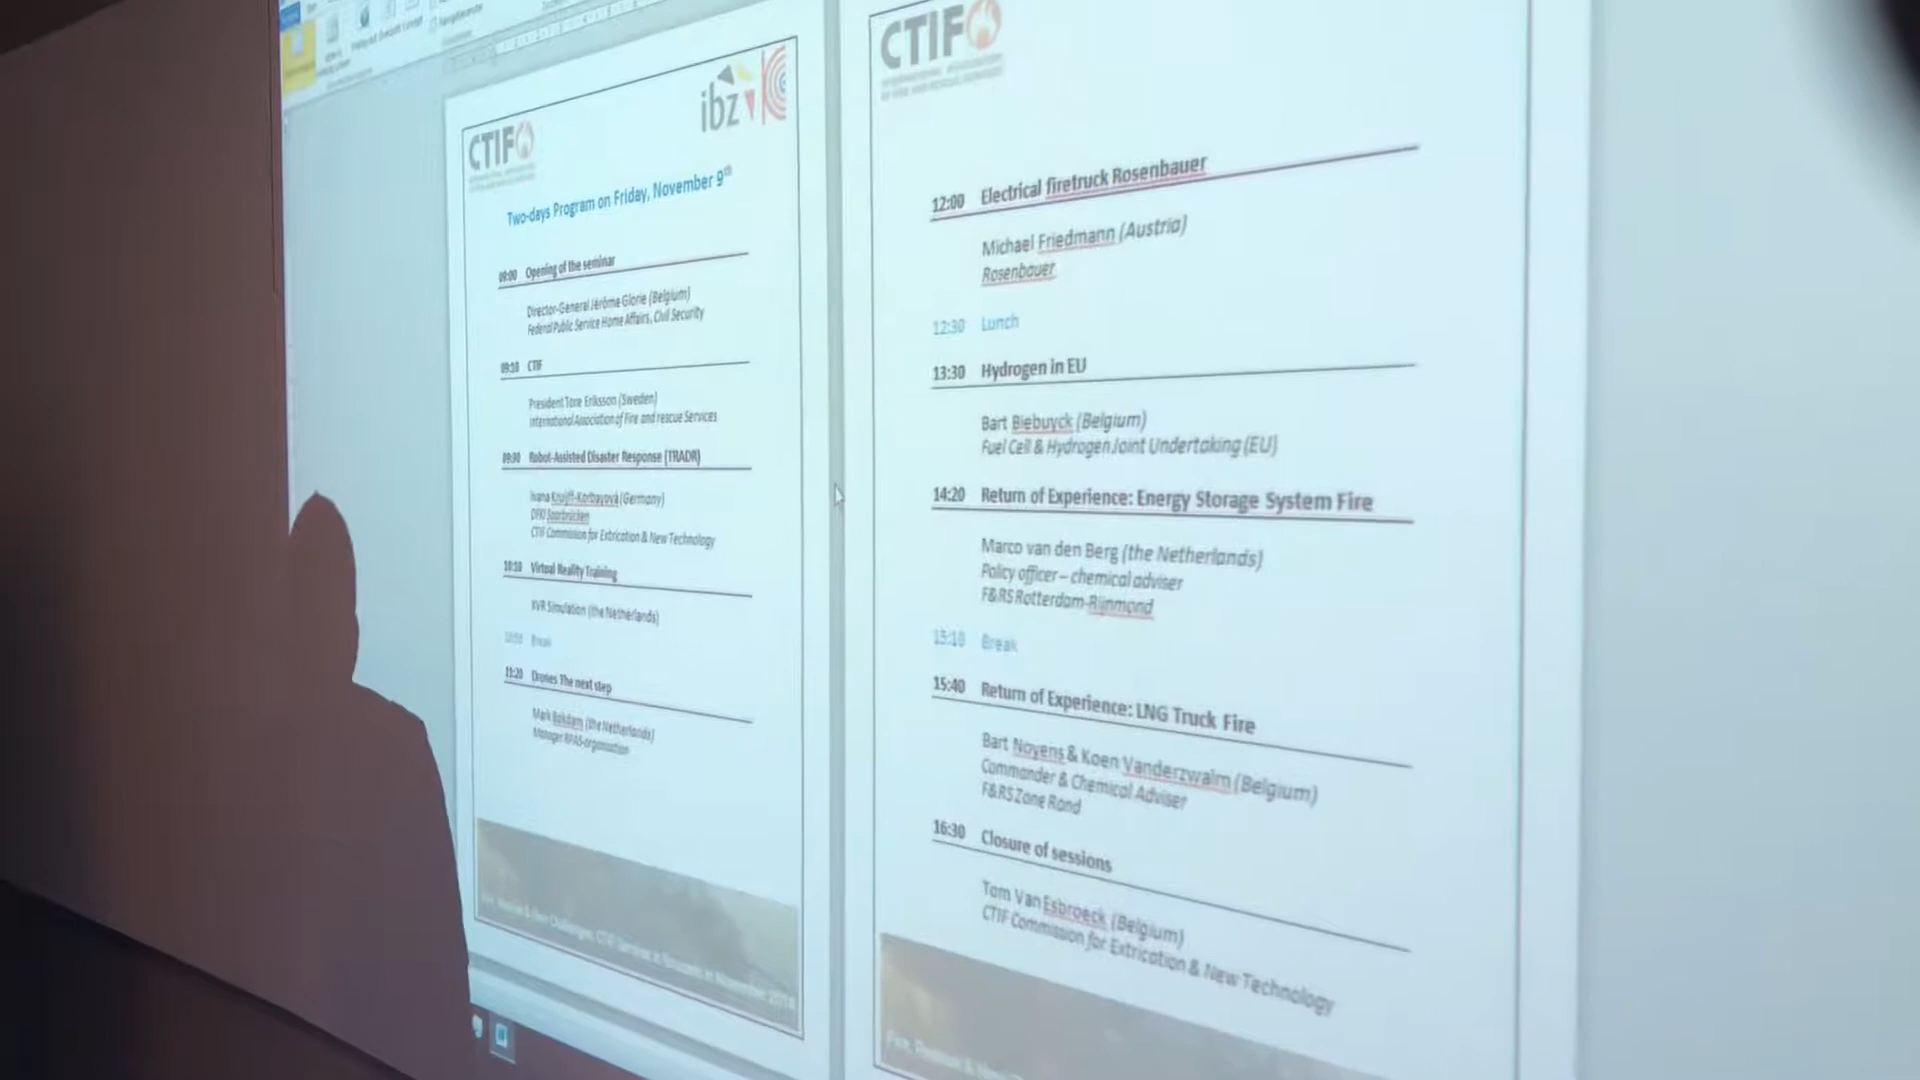 CTIF
ibz
Two-days Program on Friday, November 9th
09:00 Opening of the seminar
Director-General Jérôme Glorie (Belgium)
Federal Public Service Home Affairs, Civil Security
09:10 CTIF
President Tore Eriksson (Sweden)
International Association of Fire and rescue Services
09:30 Robot-Assisted Disaster Response (TRADR)
Ivana Kruijff-Korbayová (Germany)
DFKI Saarbrücken
CTIF Commission for Extrication & New Technology
10:10 Virtual Reality Training
XVR Simulation (the Netherlands)
Break
11:20 Drones The next step
Mark Bokdam (the Netherlands)
Manager RPAS-organisation
CTIF
12:00 Electrical firetruck Rosenbauer
Michael Friedmann (Austria)
Rosenbauer
12:30 Lunch
13:30 Hydrogen in EU
Bart Biebuyck (Belgium)
Fuel Cell & Hydrogen Joint Undertaking (EU)
14:20 Return of Experience: Energy Storage System Fire
Marco van den Berg (the Netherlands)
Policy officer – chemical adviser
F&RS Rotterdam-Rijnmond
15:10 Break
15:40 Return of Experience: LNG Truck Fire
Bart Noyens & Koen Vanderzwalm (Belgium)
Commander & Chemical Adviser
F&RS Zone Rand
16:30 Closure of sessions
Tom Van Esbroeck (Belgium)
CTIF Commission for Extrication & New Technology